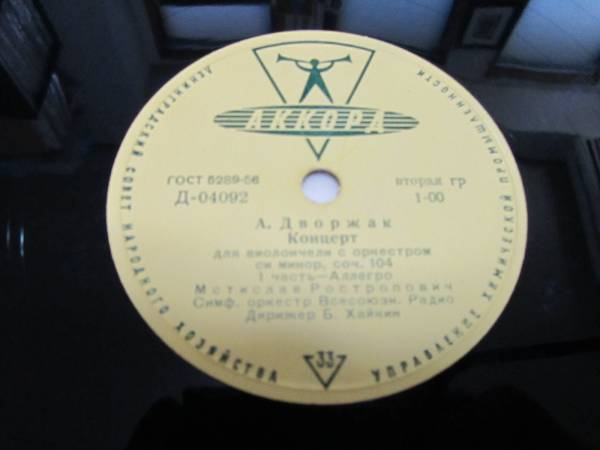 ЛЕНИНГРАДСКИЙ СОВЕТ НАРОДНОГО ХОЗЯЙСТВА
УПРАВЛЕНИЕ КУЛЬТТОВАРОВ ПРОМЫШЛЕННОСТИ
АККОРД
ГОСТ 5289-56
вторая гр
Д-04092
1-00
А. Дворжак
Концерт
для виолончели с оркестром
си минор, соч. 104
1 часть—Аллегро
Мстислав Ростропович
Симф. оркестр Всесоюзн. Радио
Дирижер Б. Хайкин
33